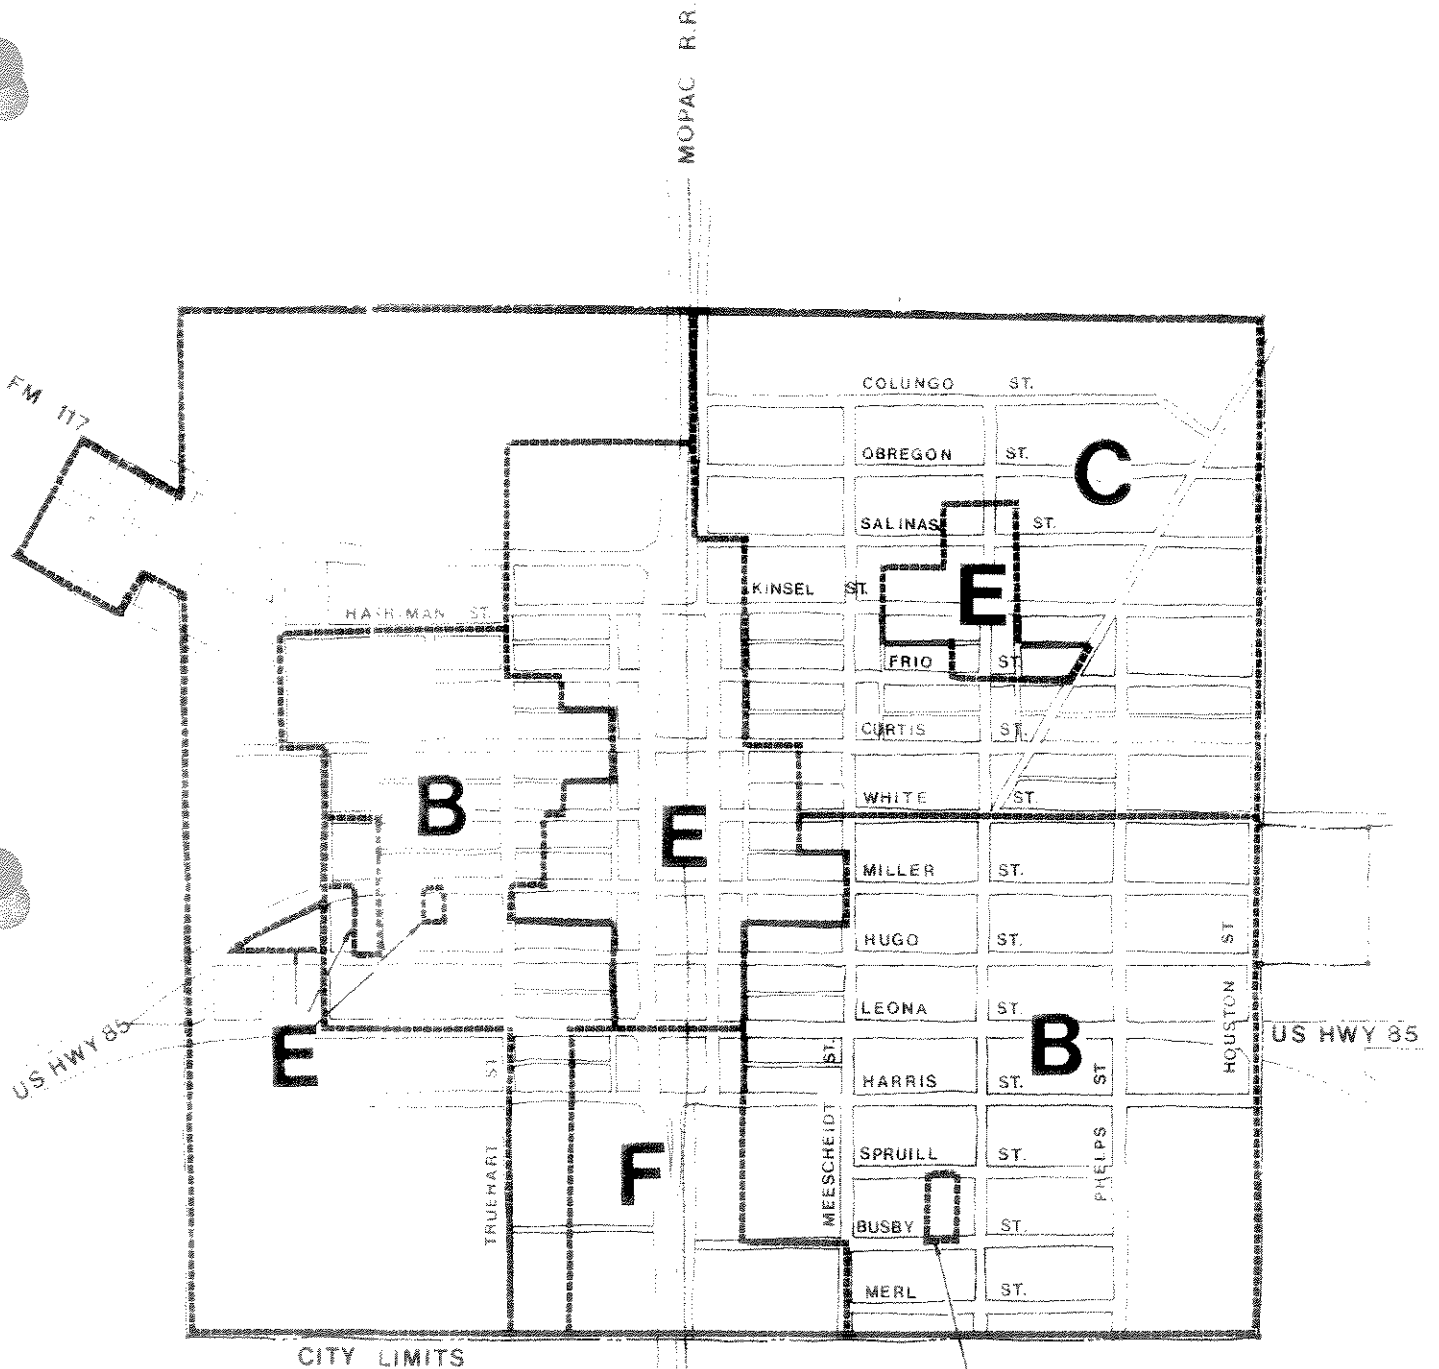 MOPAC R.R.
FM 117
COLUNGO ST.
OBREGON ST.
C
SALINAS ST.
E
KINSEL ST.
ST.
FRIO ST.
CURTIS ST.
B
E
WHITE ST.
MILLER ST.
HUGO ST.
HOUSTON ST
LEONA ST.
B
US HWY 85
US HWY 85
E
ST
ST.
HARRIS ST.
ST
F
TRUEHART
MEESCHEIDT
SPRUILL ST.
PHELPS
BUSBY ST.
MERL ST.
CITY LIMITS